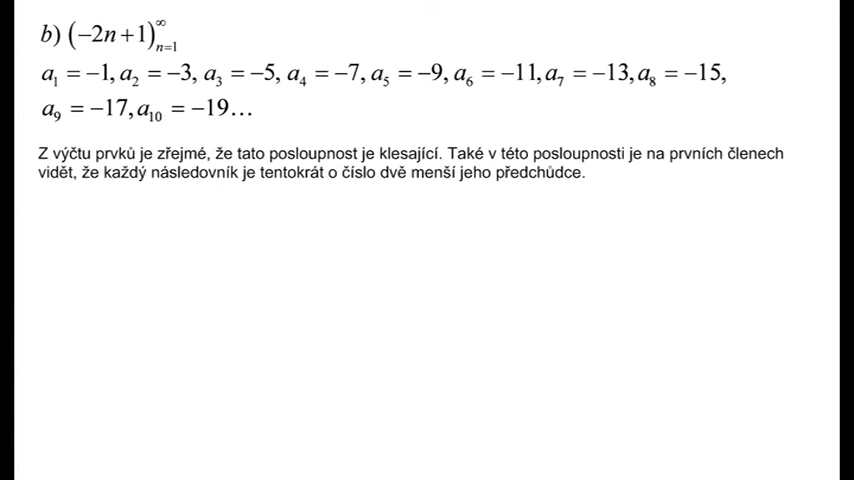 b) (−2n+1)_{n=1}^{∞}
a₁ = −1, a₂ = −3, a₃ = −5, a₄ = −7, a₅ = −9, a₆ = −11, a₇ = −13, a₈ = −15,
a₉ = −17, a₁₀ = −19…
Z výčtu prvků je zřejmé, že tato posloupnost je klesající. Také v této posloupnosti je na prvních členech
vidět, že každý následovník je tentokrát o číslo dvě menší jeho předchůdce.